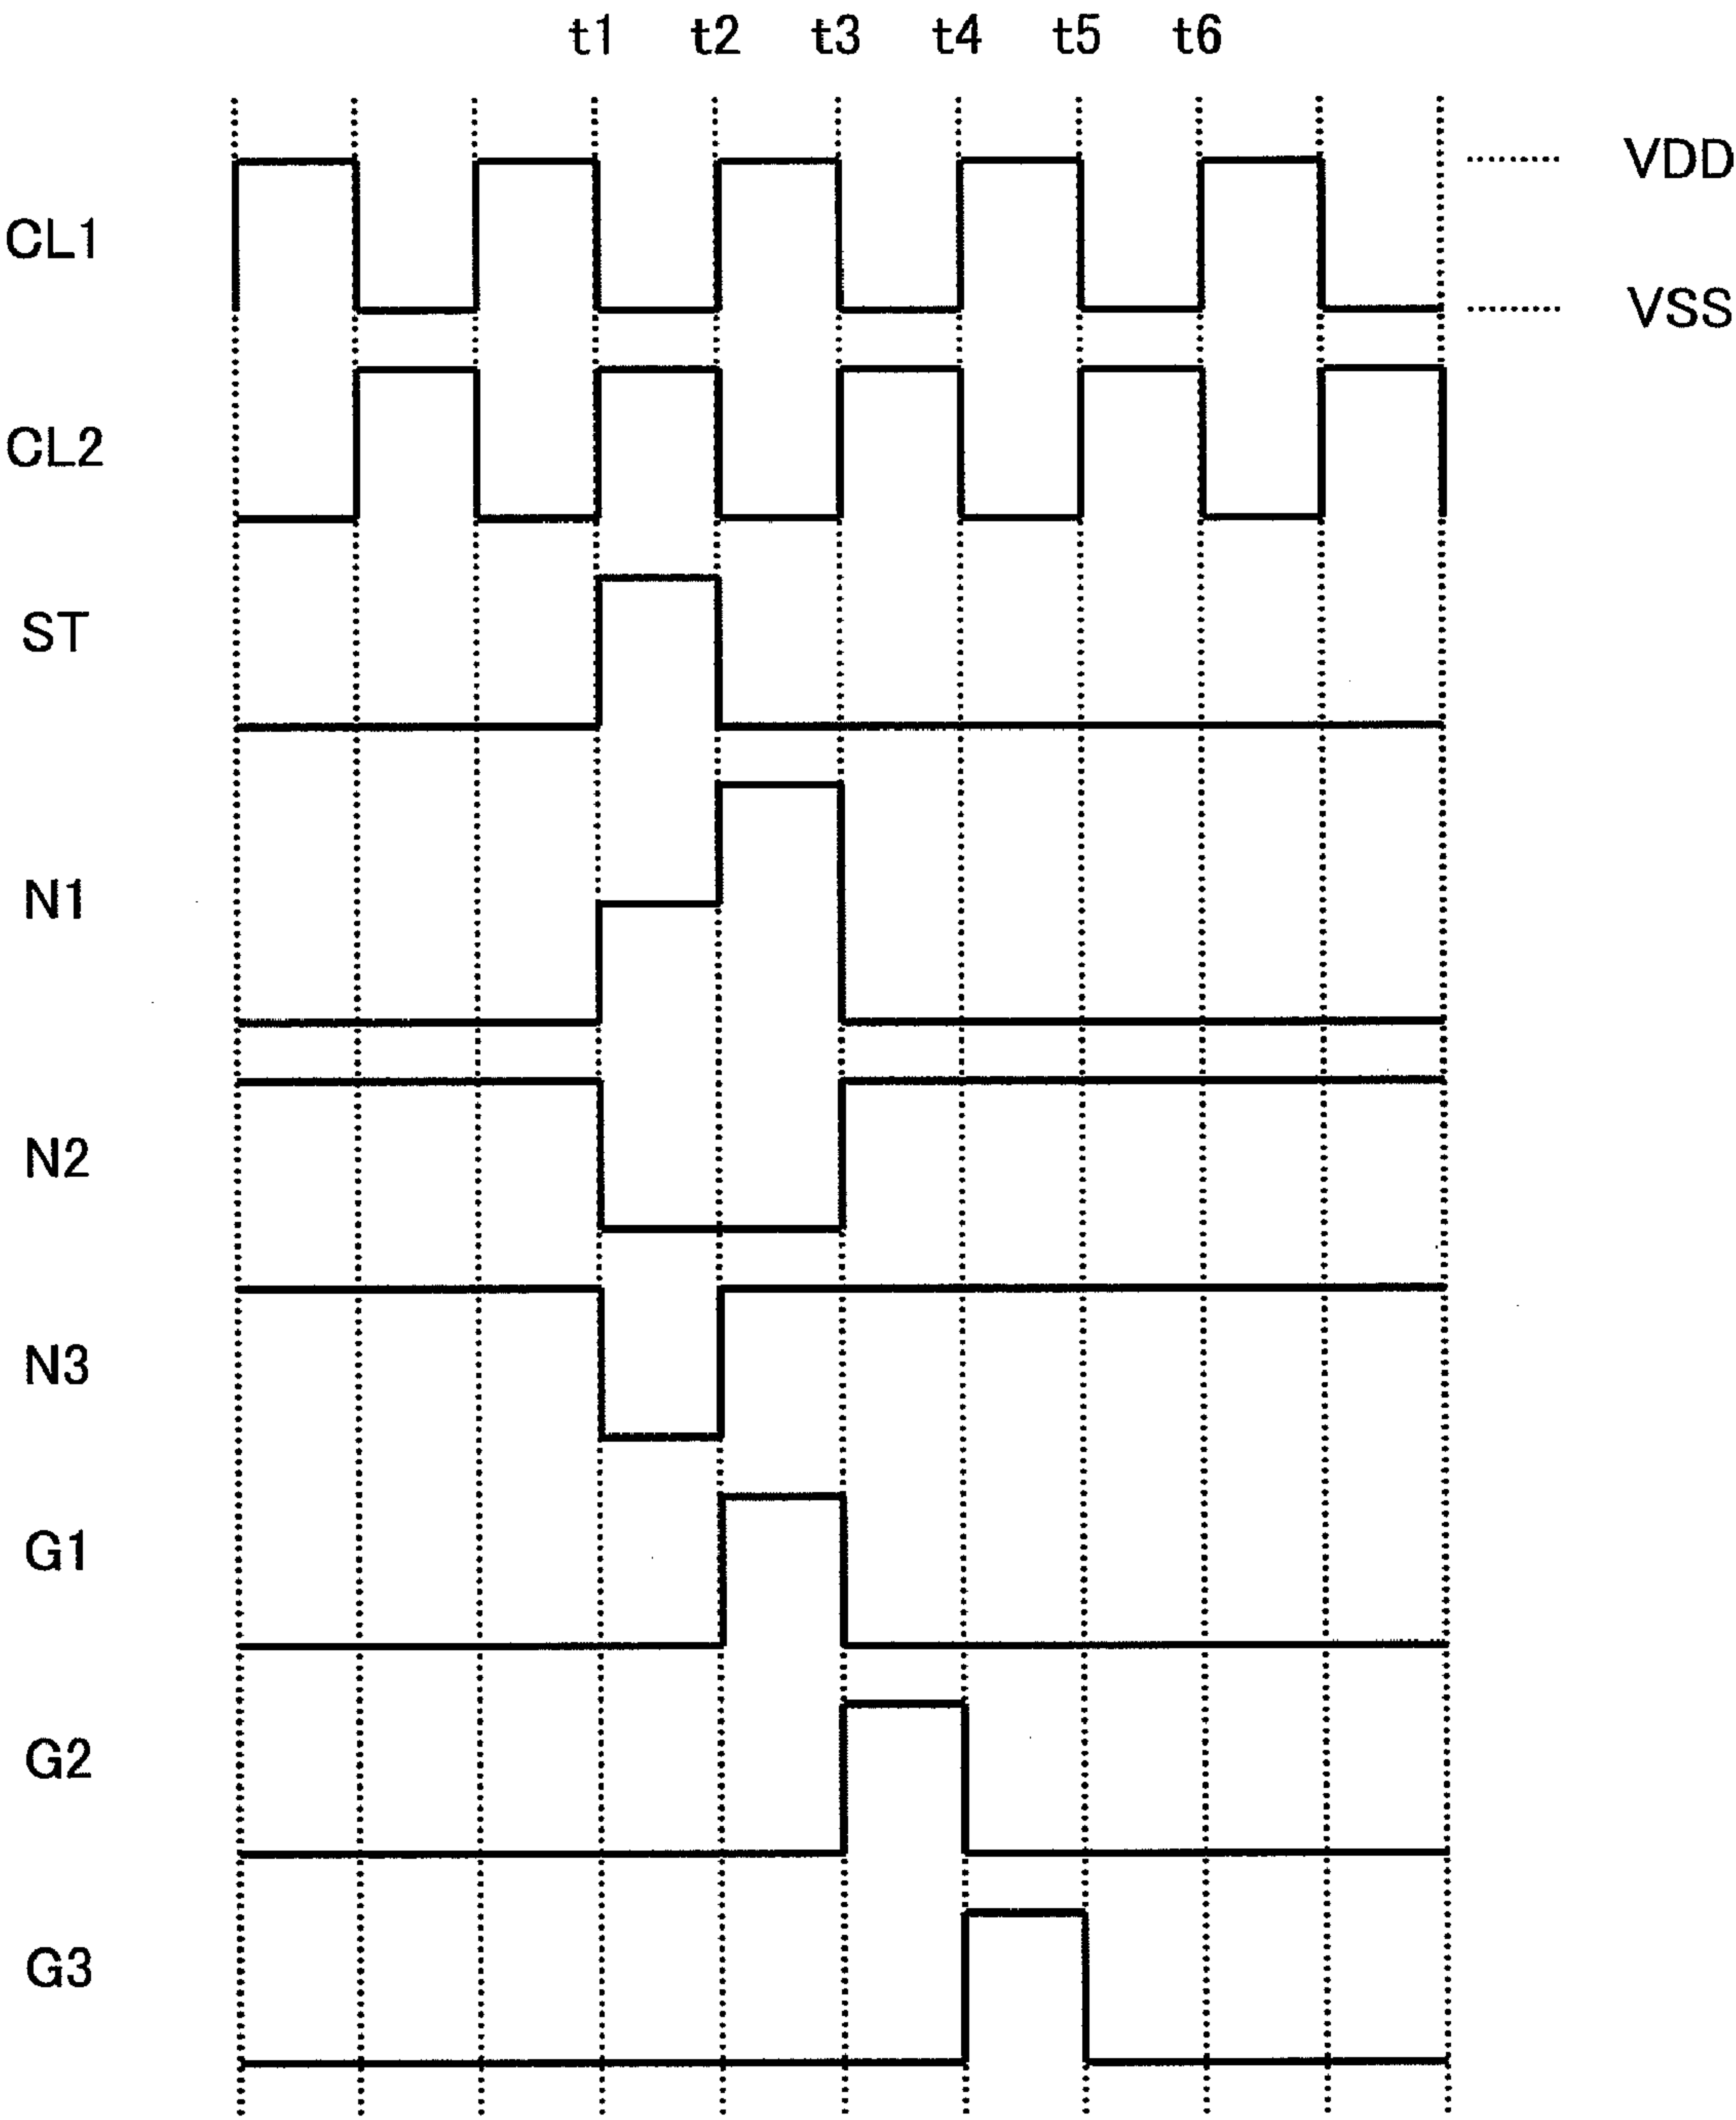 t1 t2 t3 t4 t5 t6
VDD
CL1
VSS
CL2
ST
N1
N2
N3
G1
G2
G3